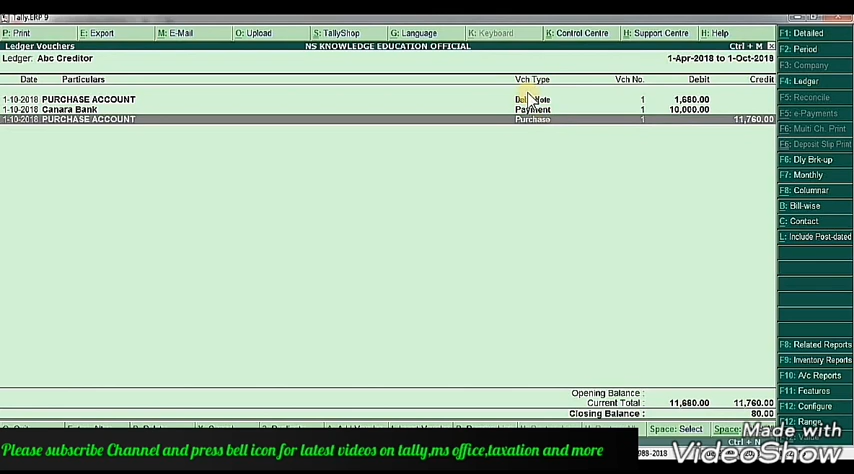 Tally.ERP 9
P: Print E: Export M: E-Mail O: Upload S: TallyShop G: Language K: Keyboard K: Control Centre H: Support Centre H: Help
Ledger Vouchers NS KNOWLEDGE EDUCATION OFFICIAL Ctrl + M
Ledger: Abc Creditor 1-Apr-2018 to 1-Oct-2018
Date Particulars Vch Type Vch No. Debit Credit
1-10-2018 PURCHASE ACCOUNT 1 1,680.00
1-10-2018 Canara Bank Payment 1 10,000.00
1-10-2018 PURCHASE ACCOUNT Purchase 1 11,760.00
Opening Balance :
Current Total : 11,680.00 11,760.00
Closing Balance : 80.00
F1: Detailed
F2: Period
F3: Company
F4: Ledger
F5: Reconcile
F5: e-Payments
F6: Multi Ch. Print
F6: Deposit Slip Print
F6: Dly Brk-up
F7: Monthly
F8: Columnar
B: Bill-wise
C: Contact
L: Include Post-dated
F8: Related Reports
F9: Inventory Reports
F10: A/c Reports
F11: Features
F12: Configure
F12: Range
Space: Select Space:
Ctrl + N
Made with
VideoShow
Please subscribe Channel and press bell icon for latest videos on tally,ms office,taxation and more